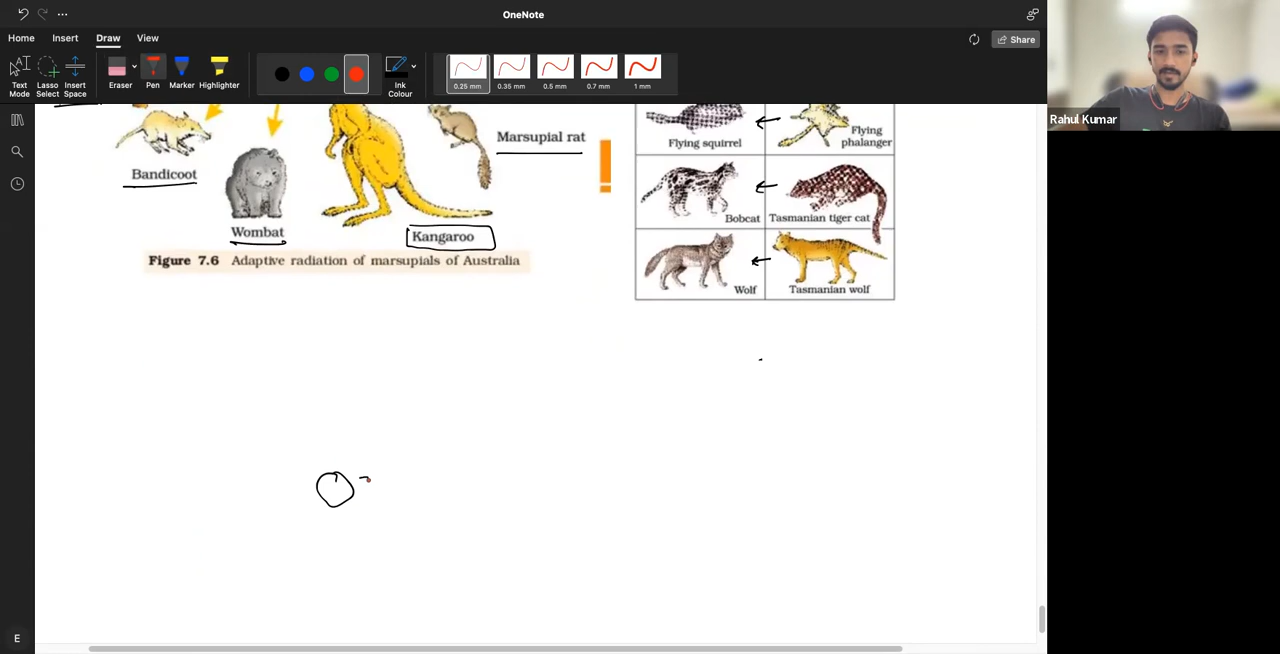 OneNote
Home Insert Draw View
Share
Text Mode
Lasso Select
Insert Space
Eraser
Pen
Marker
Highlighter
Ink Colour
0.25 mm
0.35 mm
0.5 mm
0.7 mm
1 mm
Rahul Kumar
Marsupial rat
Bandicoot
Wombat
Kangaroo
Figure 7.6 Adaptive radiation of marsupials of Australia
Flying squirrel
Flying phalanger
Bobcat
Tasmanian tiger cat
Wolf
Tasmanian wolf
E